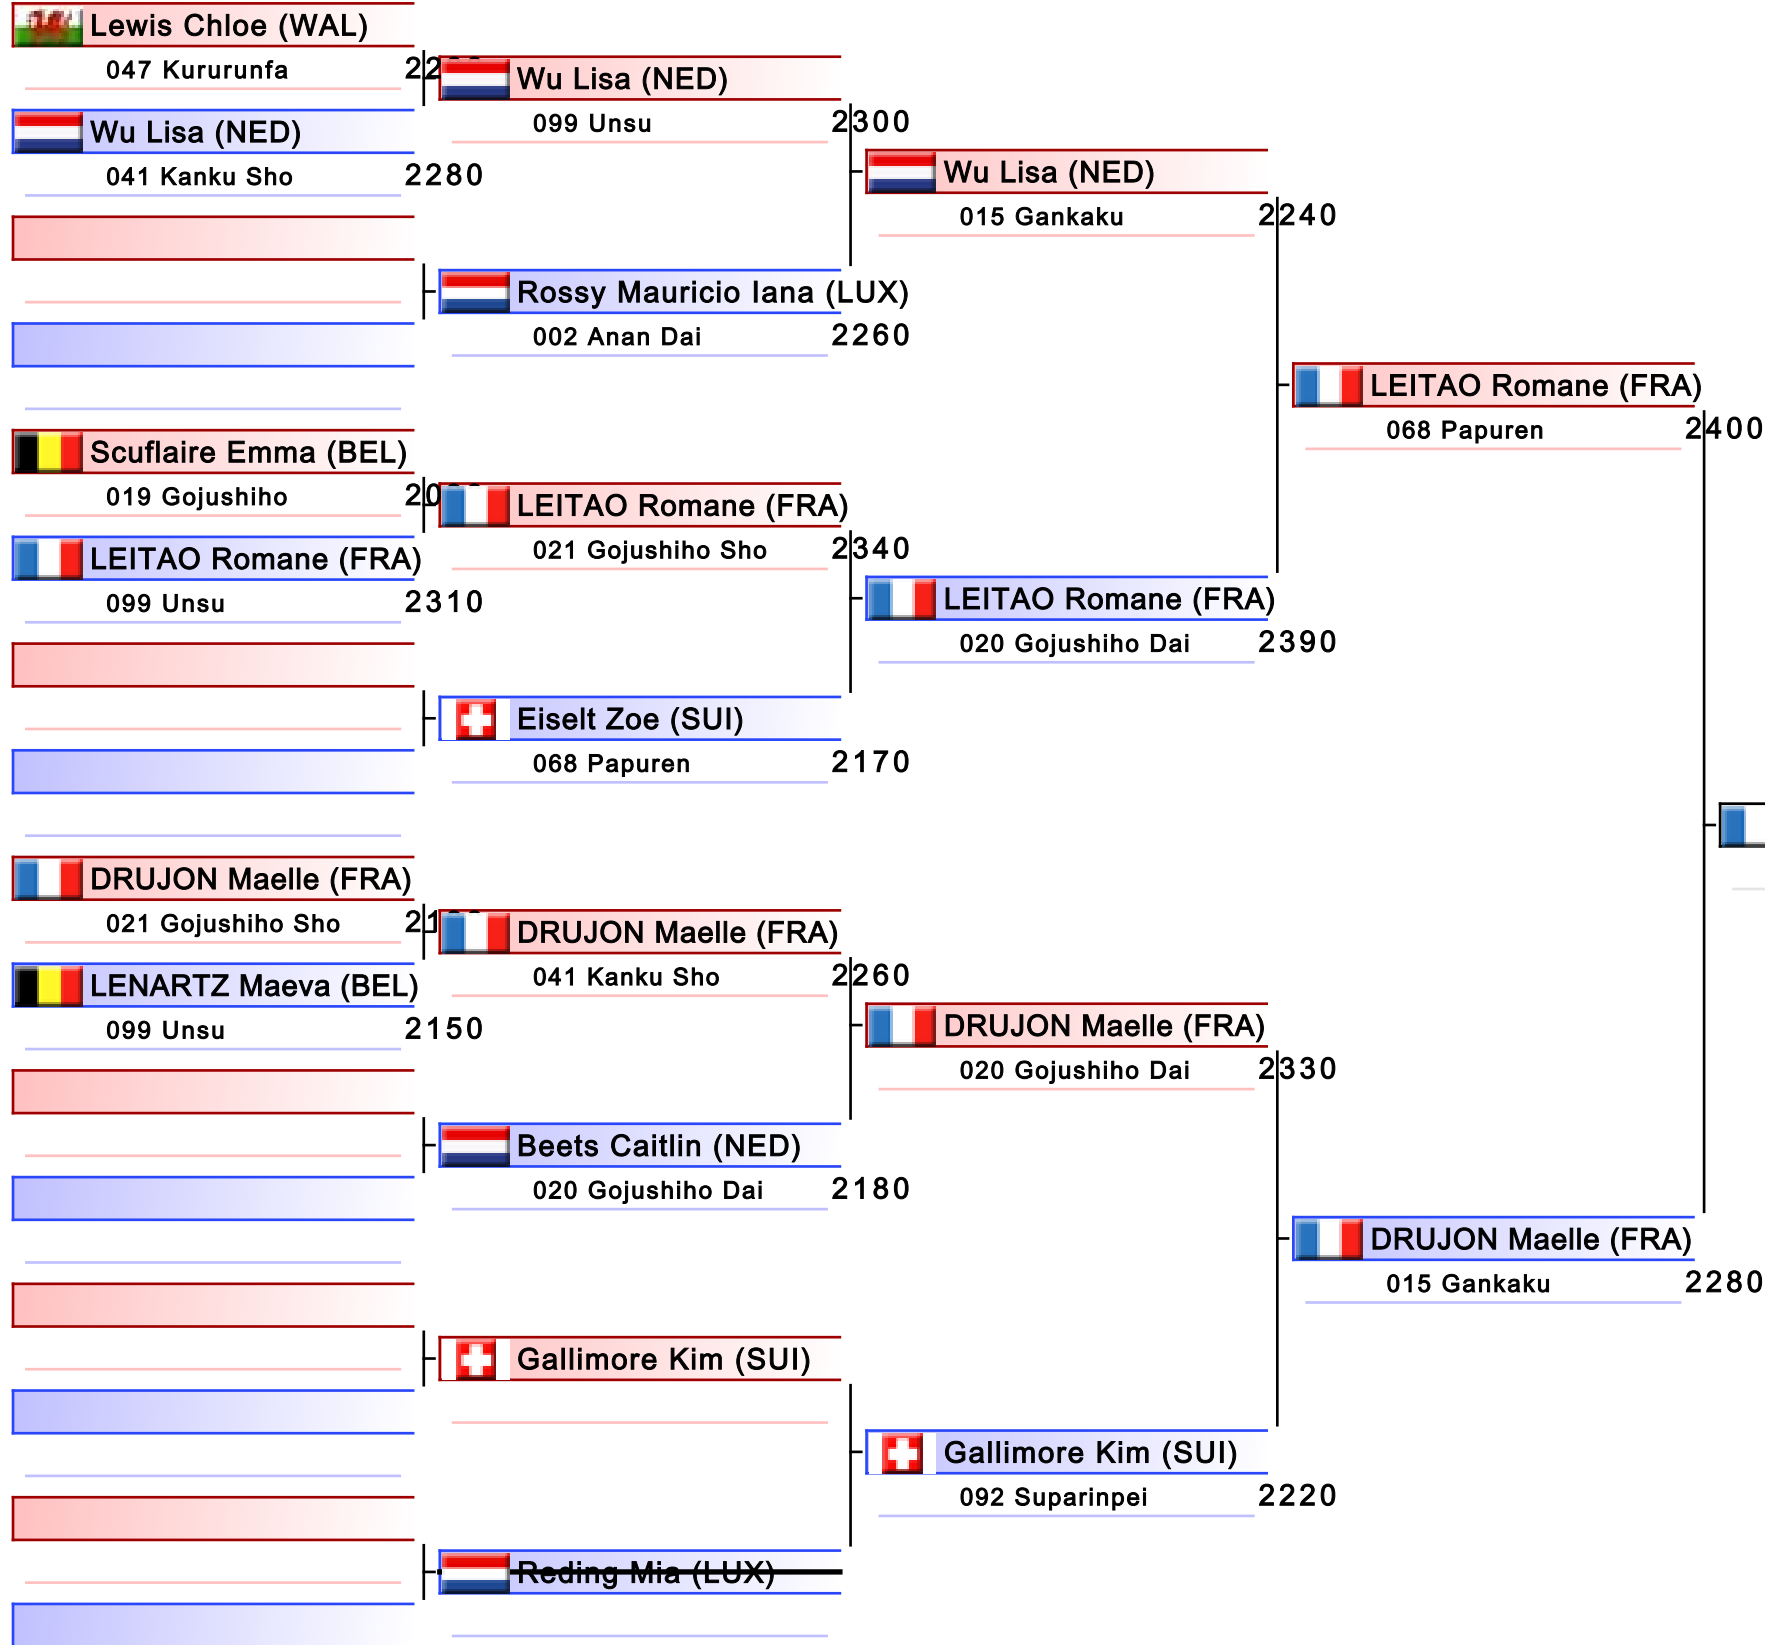 Lewis Chloe (WAL)
047 Kururunfa
Wu Lisa (NED)
041 Kanku Sho 2280
Scuflaire Emma (BEL)
019 Gojushiho
LEITAO Romane (FRA)
099 Unsu 2310
DRUJON Maelle (FRA)
021 Gojushiho Sho
LENARTZ Maeva (BEL)
099 Unsu 2150
Wu Lisa (NED)
099 Unsu 2300
Rossy Mauricio Iana (LUX)
002 Anan Dai 2260
LEITAO Romane (FRA)
021 Gojushiho Sho 2340
Eiselt Zoe (SUI)
068 Papuren 2170
DRUJON Maelle (FRA)
041 Kanku Sho 2260
Beets Caitlin (NED)
020 Gojushiho Dai 2180
Gallimore Kim (SUI)
Reding Mia (LUX)
Wu Lisa (NED)
015 Gankaku 2240
LEITAO Romane (FRA)
020 Gojushiho Dai 2390
DRUJON Maelle (FRA)
020 Gojushiho Dai 2330
Gallimore Kim (SUI)
092 Suparinpei 2220
LEITAO Romane (FRA)
068 Papuren 2400
DRUJON Maelle (FRA)
015 Gankaku 2280